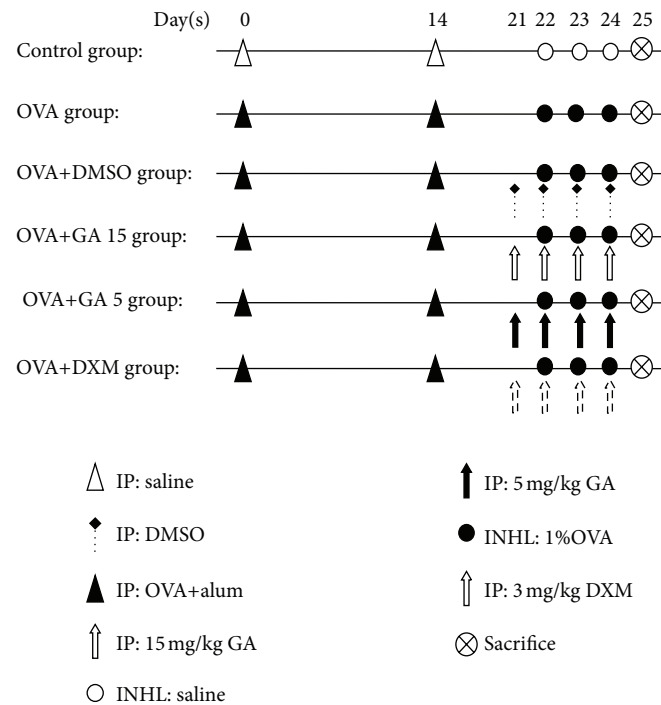 Day(s) 0 14 21 22 23 24 25
Control group:
OVA group:
OVA+DMSO group:
OVA+GA 15 group:
OVA+GA 5 group:
OVA+DXM group:
IP: saline
IP: DMSO
IP: OVA+alum
IP: 15 mg/kg GA
INHL: saline
IP: 5 mg/kg GA
INHL: 1%OVA
IP: 3 mg/kg DXM
Sacrifice